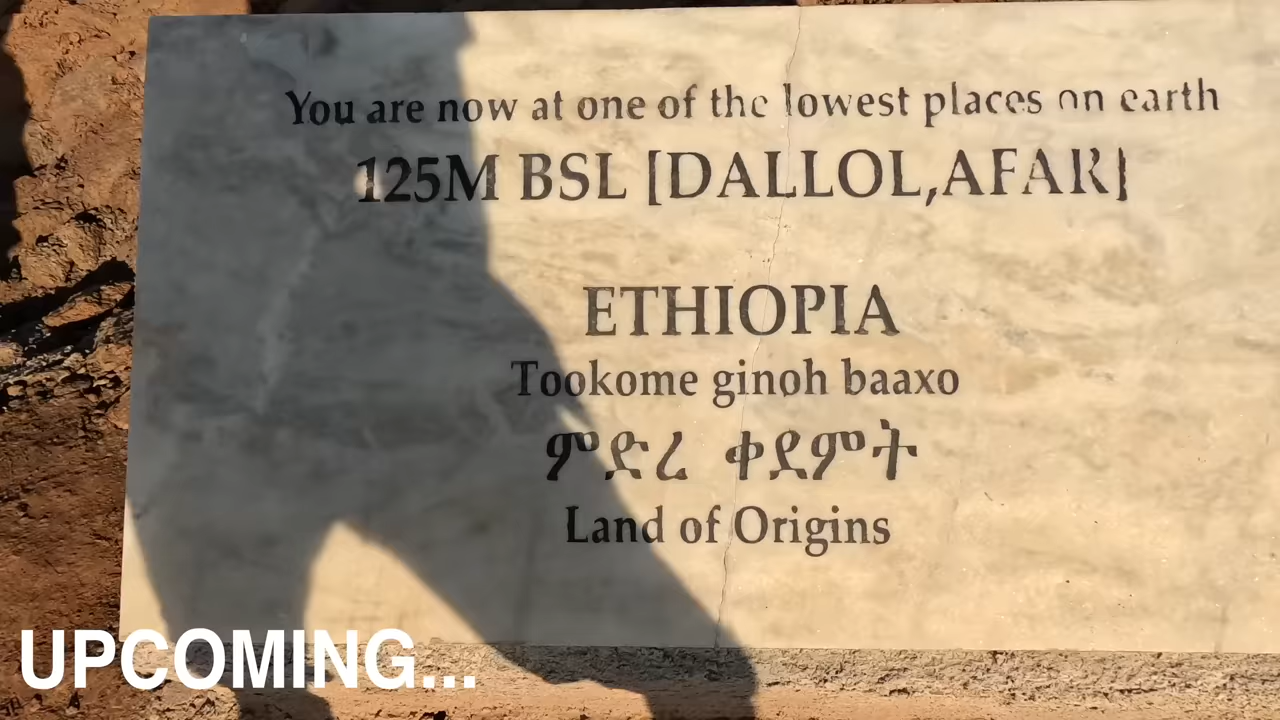 You are now at one of the lowest places on earth
125M BSL [DALLOL,AFAR]
ETHIOPIA
Tookome ginoh baaxo
ምድረ ቀደምት
Land of Origins
UPCOMING...